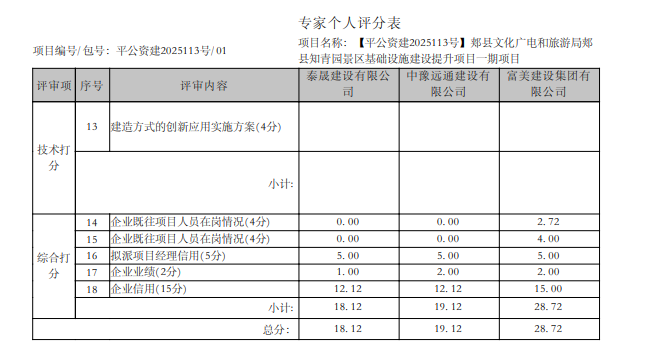 专家个人评分表
项目编号/包号：平公资建2025113号/01
项目名称：【平公资建2025113号】郏县文化广电和旅游局郏
县知青园景区基础设施建设提升项目一期项目
评审项 序号 评审内容 泰晟建设有限公司 中豫远通建设有限公司 富美建设集团有限公司
技术打分
13 建造方式的创新应用实施方案(4分)
小计：
综合打分
14 企业既往项目人员在岗情况(4分) 0.00 0.00 2.72
15 企业既往项目人员在岗情况(4分) 0.00 0.00 4.00
16 拟派项目经理信用(5分) 5.00 5.00 5.00
17 企业业绩(2分) 1.00 2.00 2.00
18 企业信用(15分) 12.12 12.12 15.00
小计： 18.12 19.12 28.72
总分： 18.12 19.12 28.72